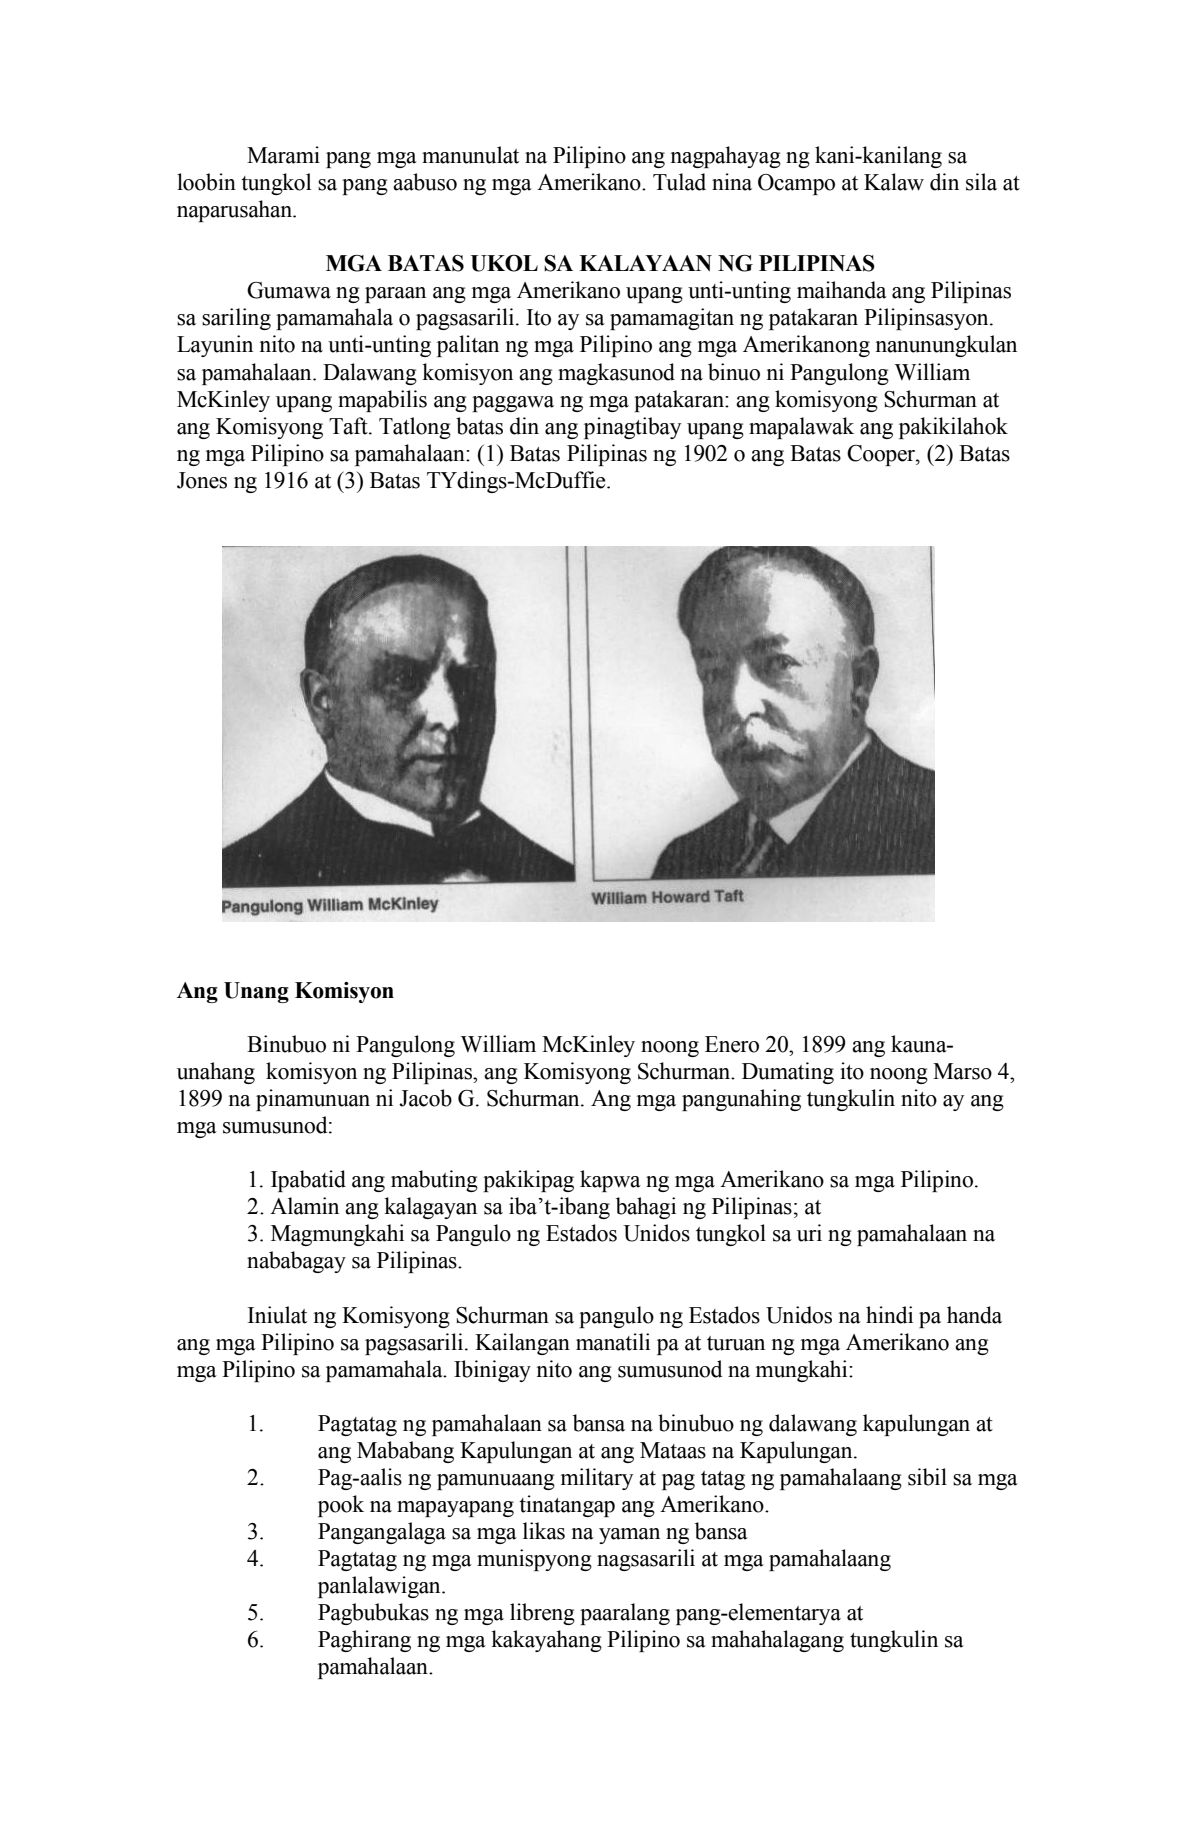 Marami pang mga manunulat na Pilipino ang nagpahayag ng kani-kanilang sa
loobin tungkol sa pang aabuso ng mga Amerikano. Tulad nina Ocampo at Kalaw din sila at
naparusahan.
MGA BATAS UKOL SA KALAYAAN NG PILIPINAS
Gumawa ng paraan ang mga Amerikano upang unti-unting maihanda ang Pilipinas
sa sariling pamamahala o pagsasarili. Ito ay sa pamamagitan ng patakaran Pilipinsasyon.
Layunin nito na unti-unting palitan ng mga Pilipino ang mga Amerikanong nanunungkulan
sa pamahalaan. Dalawang komisyon ang magkasunod na binuo ni Pangulong William
McKinley upang mapabilis ang paggawa ng mga patakaran: ang komisyong Schurman at
ang Komisyong Taft. Tatlong batas din ang pinagtibay upang mapalawak ang pakikilahok
ng mga Pilipino sa pamahalaan: (1) Batas Pilipinas ng 1902 o ang Batas Cooper, (2) Batas
Jones ng 1916 at (3) Batas TYdings-McDuffie.
Pangulong William McKinley
William Howard Taft
Ang Unang Komisyon
Binubuo ni Pangulong William McKinley noong Enero 20, 1899 ang kauna-
unahang  komisyon ng Pilipinas, ang Komisyong Schurman. Dumating ito noong Marso 4,
1899 na pinamunuan ni Jacob G. Schurman. Ang mga pangunahing tungkulin nito ay ang
mga sumusunod:
1. Ipabatid ang mabuting pakikipag kapwa ng mga Amerikano sa mga Pilipino.
2. Alamin ang kalagayan sa iba’t-ibang bahagi ng Pilipinas; at
3. Magmungkahi sa Pangulo ng Estados Unidos tungkol sa uri ng pamahalaan na
nababagay sa Pilipinas.
Iniulat ng Komisyong Schurman sa pangulo ng Estados Unidos na hindi pa handa
ang mga Pilipino sa pagsasarili. Kailangan manatili pa at turuan ng mga Amerikano ang
mga Pilipino sa pamamahala. Ibinigay nito ang sumusunod na mungkahi:
1. Pagtatag ng pamahalaan sa bansa na binubuo ng dalawang kapulungan at
ang Mababang Kapulungan at ang Mataas na Kapulungan.
2. Pag-aalis ng pamunuaang military at pag tatag ng pamahalaang sibil sa mga
pook na mapayapang tinatangap ang Amerikano.
3. Pangangalaga sa mga likas na yaman ng bansa
4. Pagtatag ng mga munispyong nagsasarili at mga pamahalaang
panlalawigan.
5. Pagbubukas ng mga libreng paaralang pang-elementarya at
6. Paghirang ng mga kakayahang Pilipino sa mahahalagang tungkulin sa
pamahalaan.